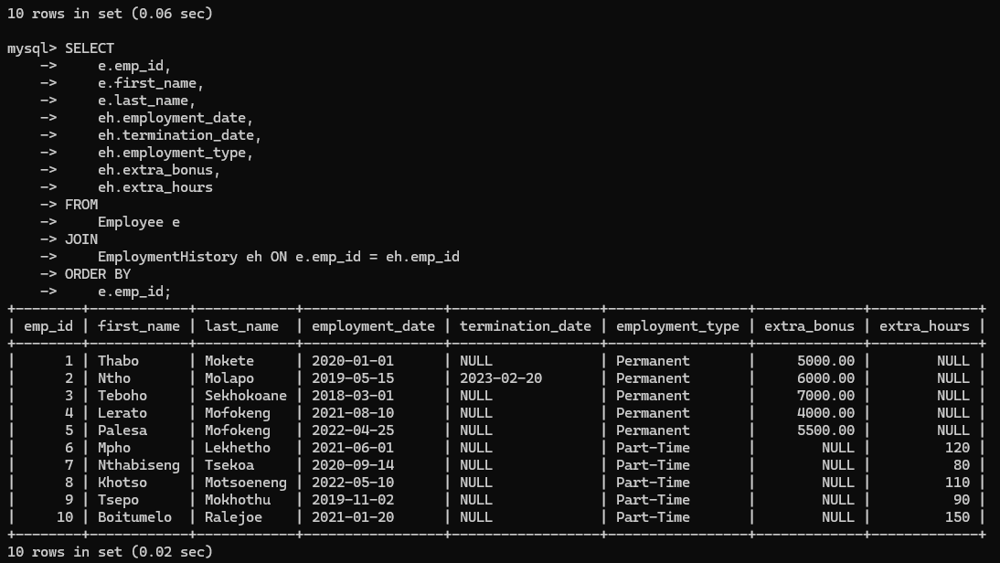 10 rows in set (0.06 sec)

mysql> SELECT
    ->     e.emp_id,
    ->     e.first_name,
    ->     e.last_name,
    ->     eh.employment_date,
    ->     eh.termination_date,
    ->     eh.employment_type,
    ->     eh.extra_bonus,
    ->     eh.extra_hours
    -> FROM
    ->     Employee e
    -> JOIN
    ->     EmploymentHistory eh ON e.emp_id = eh.emp_id
    -> ORDER BY
    ->     e.emp_id;
+--------+------------+------------+-----------------+------------------+-----------------+-------------+-------------+
| emp_id | first_name | last_name  | employment_date | termination_date | employment_type | extra_bonus | extra_hours |
+--------+------------+------------+-----------------+------------------+-----------------+-------------+-------------+
|      1 | Thabo      | Mokete     | 2020-01-01      | NULL             | Permanent       |     5000.00 |        NULL |
|      2 | Ntho       | Molapo     | 2019-05-15      | 2023-02-20       | Permanent       |     6000.00 |        NULL |
|      3 | Teboho     | Sekhokoane | 2018-03-01      | NULL             | Permanent       |     7000.00 |        NULL |
|      4 | Lerato     | Mofokeng   | 2021-08-10      | NULL             | Permanent       |     4000.00 |        NULL |
|      5 | Palesa     | Mofokeng   | 2022-04-25      | NULL             | Permanent       |     5500.00 |        NULL |
|      6 | Mpho       | Lekhetho   | 2021-06-01      | NULL             | Part-Time       |        NULL |         120 |
|      7 | Nthabiseng | Tsekoa     | 2020-09-14      | NULL             | Part-Time       |        NULL |          80 |
|      8 | Khotso     | Motsoeneng | 2022-05-10      | NULL             | Part-Time       |        NULL |         110 |
|      9 | Tsepo      | Mokhothu   | 2019-11-02      | NULL             | Part-Time       |        NULL |          90 |
|     10 | Boitumelo  | Ralejoe    | 2021-01-20      | NULL             | Part-Time       |        NULL |         150 |
+--------+------------+------------+-----------------+------------------+-----------------+-------------+-------------+
10 rows in set (0.02 sec)